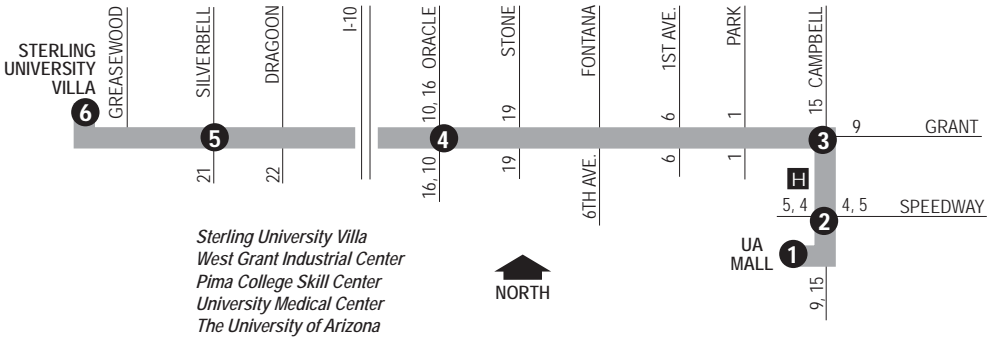 STERLING
UNIVERSITY
VILLA
6
GREASEWOOD
SILVERBELL
5
21
DRAGOON
22
I-10
10, 16 ORACLE
4
16, 10
STONE
19
19
FONTANA
6TH AVE.
1ST AVE.
6
6
PARK
1
1
15 CAMPBELL
3
9 GRANT
H
5, 4
2
4, 5 SPEEDWAY
UA
MALL
1
9, 15
Sterling University Villa
West Grant Industrial Center
Pima College Skill Center
University Medical Center
The University of Arizona
NORTH